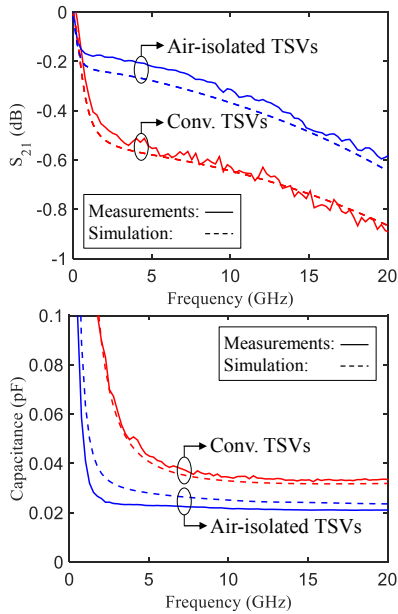 0
-0.2
-0.4
-0.6
-0.8
-1
S21 (dB)
Air-isolated TSVs
Conv. TSVs
Measurements:
Simulation:
0 5 10 15 20
Frequency (GHz)
0.1
0.08
0.06
0.04
0.02
0
Capacitance (pF)
Measurements:
Simulation:
Conv. TSVs
Air-isolated TSVs
0 5 10 15 20
Frequency (GHz)